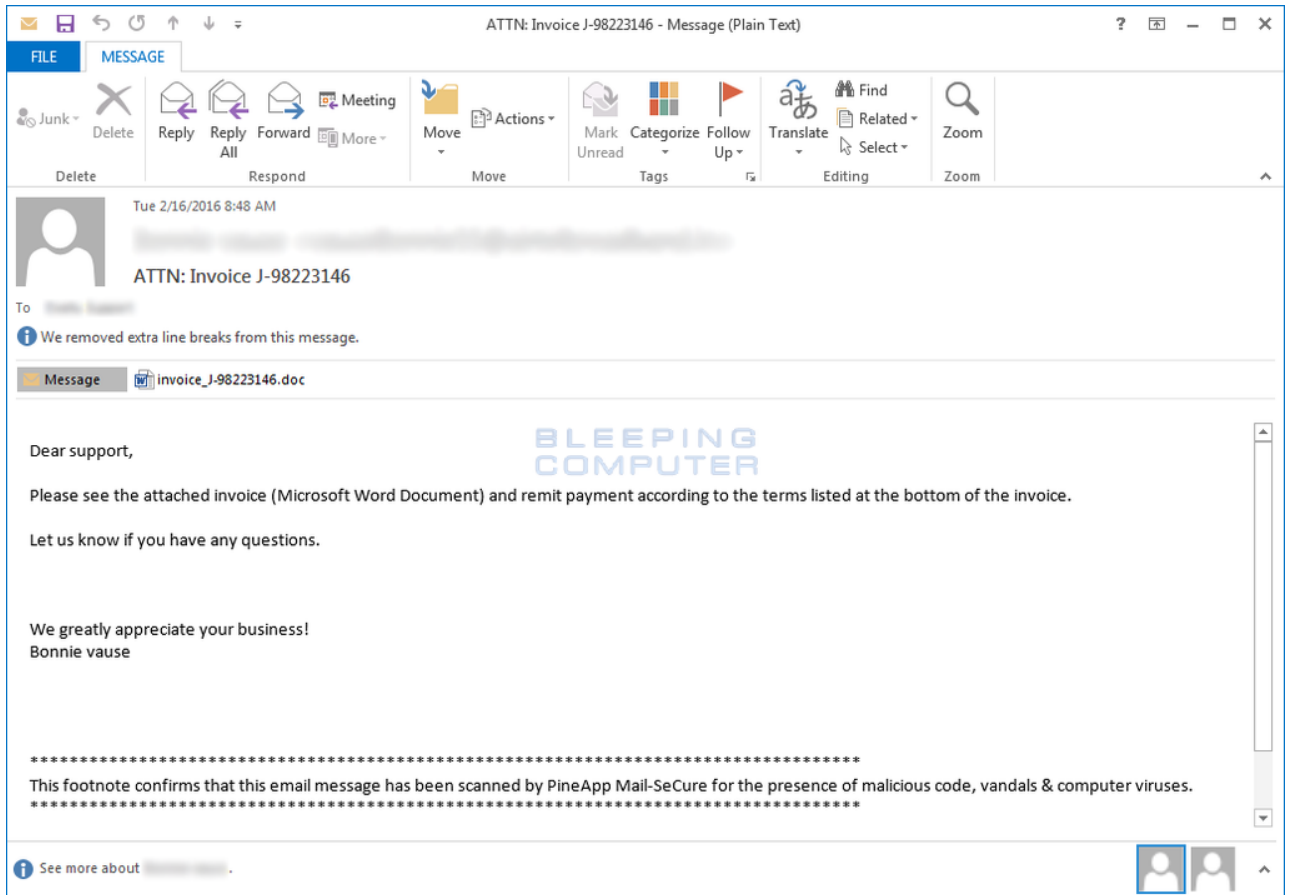 ATTN: Invoice J-98223146 - Message (Plain Text)
?
FILE MESSAGE
Junk
Delete
Reply
Reply All
Forward
Meeting
More
Move
Actions
Mark Unread
Categorize
Follow Up
Translate
Find
Related
Select
Zoom
Delete Respond Move Tags Editing Zoom
Tue 2/16/2016 8:48 AM
ATTN: Invoice J-98223146
To
We removed extra line breaks from this message.
Message invoice_J-98223146.doc
BLEEPING
COMPUTER
Dear support,
Please see the attached invoice (Microsoft Word Document) and remit payment according to the terms listed at the bottom of the invoice.
Let us know if you have any questions.
We greatly appreciate your business!
Bonnie vause
***********************************************************************************
This footnote confirms that this email message has been scanned by PineApp Mail-SeCure for the presence of malicious code, vandals & computer viruses.
***********************************************************************************
See more about .